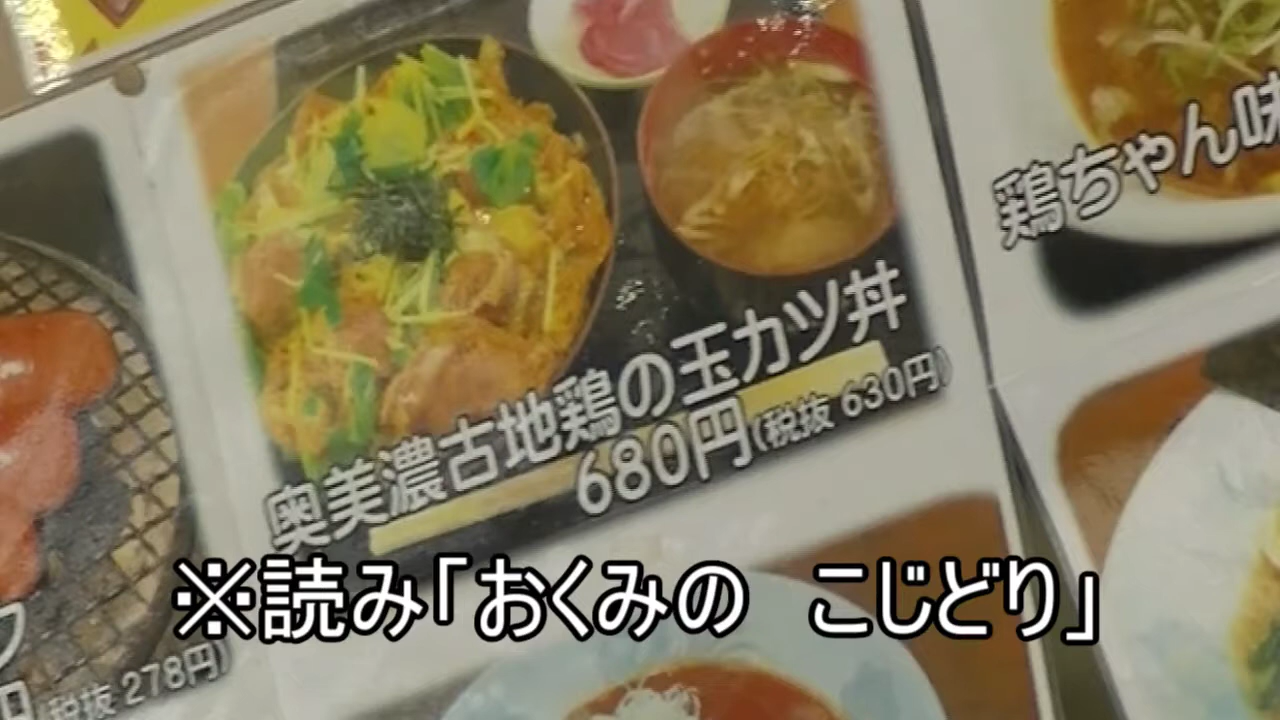 奥美濃古地鶏の玉カツ丼
680円(税抜 630円)
鶏ちゃん味
税抜 278円)
※読み「おくみの こじどり」